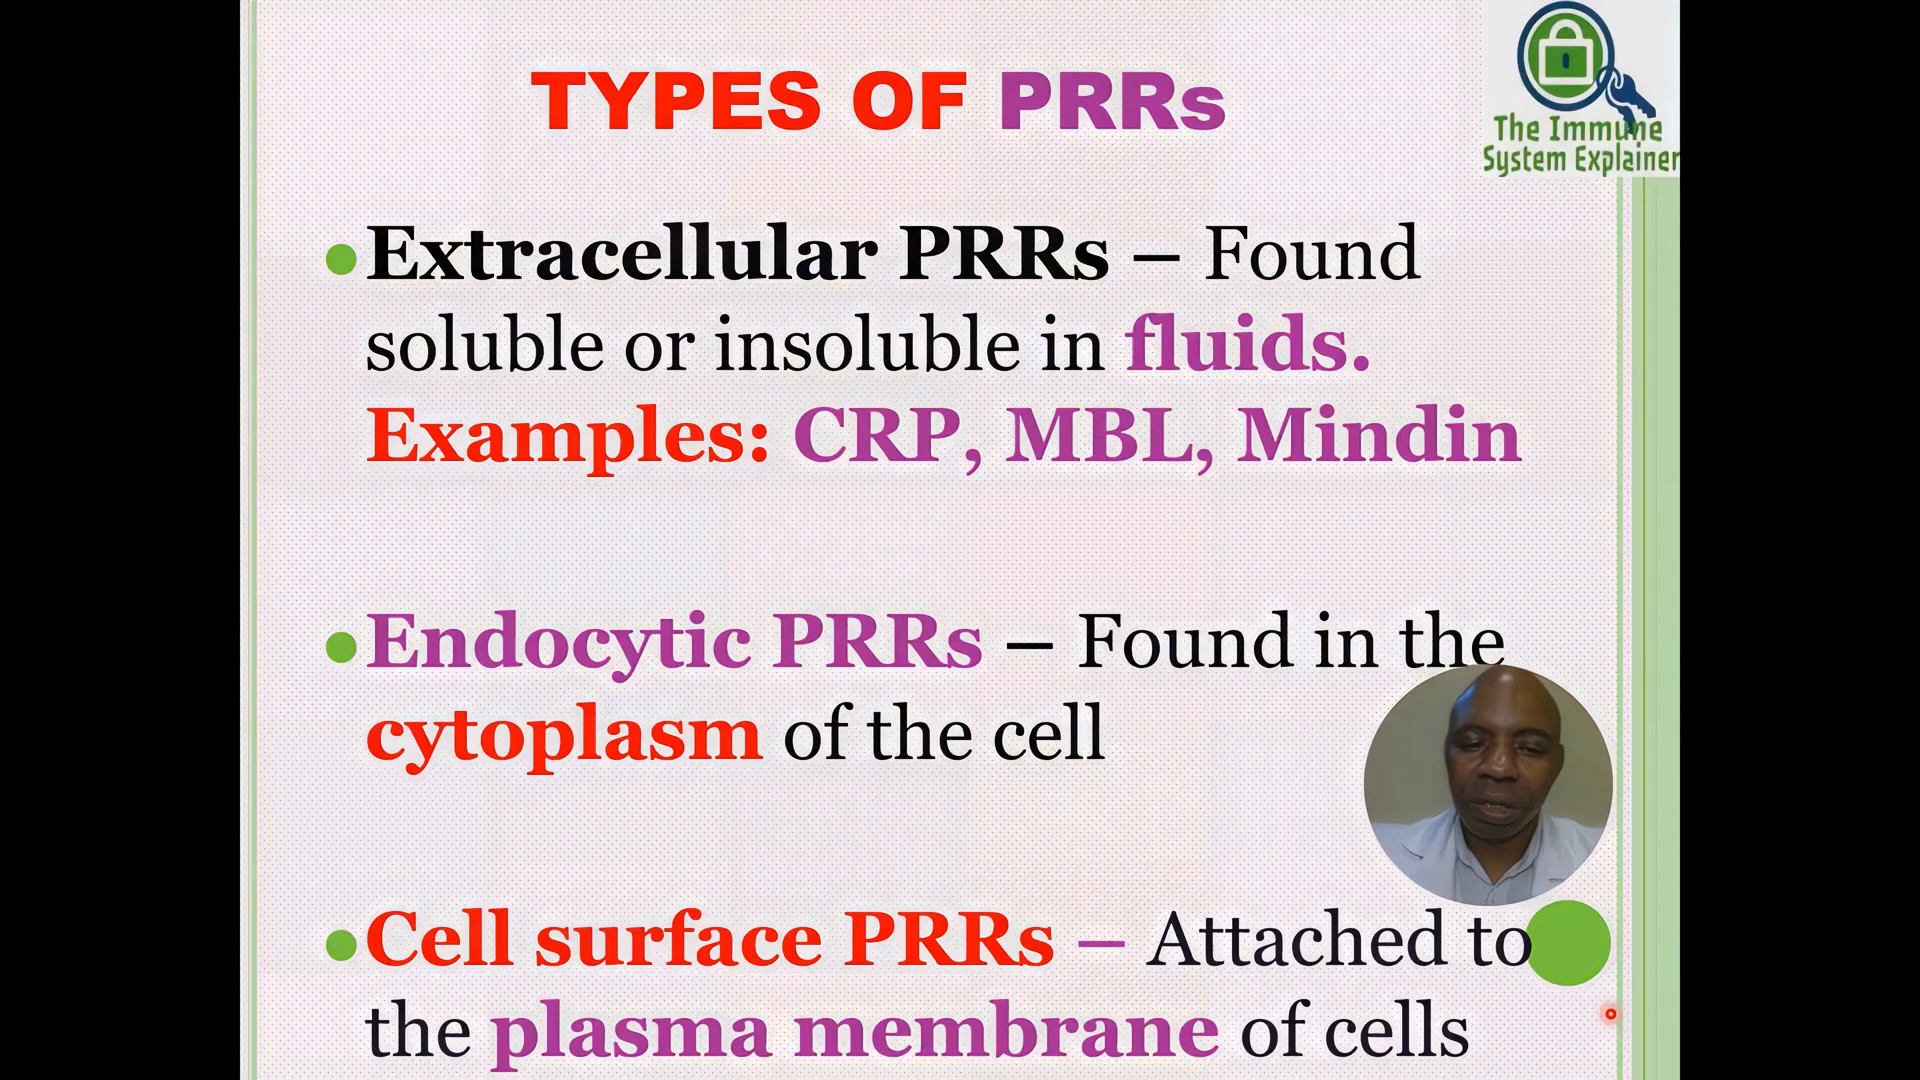 TYPES OF PRRs
The Immune
System Explainer
Extracellular PRRs – Found
soluble or insoluble in fluids.
Examples: CRP, MBL, Mindin
Endocytic PRRs – Found in the
cytoplasm of the cell
Cell surface PRRs – Attached to
the plasma membrane of cells